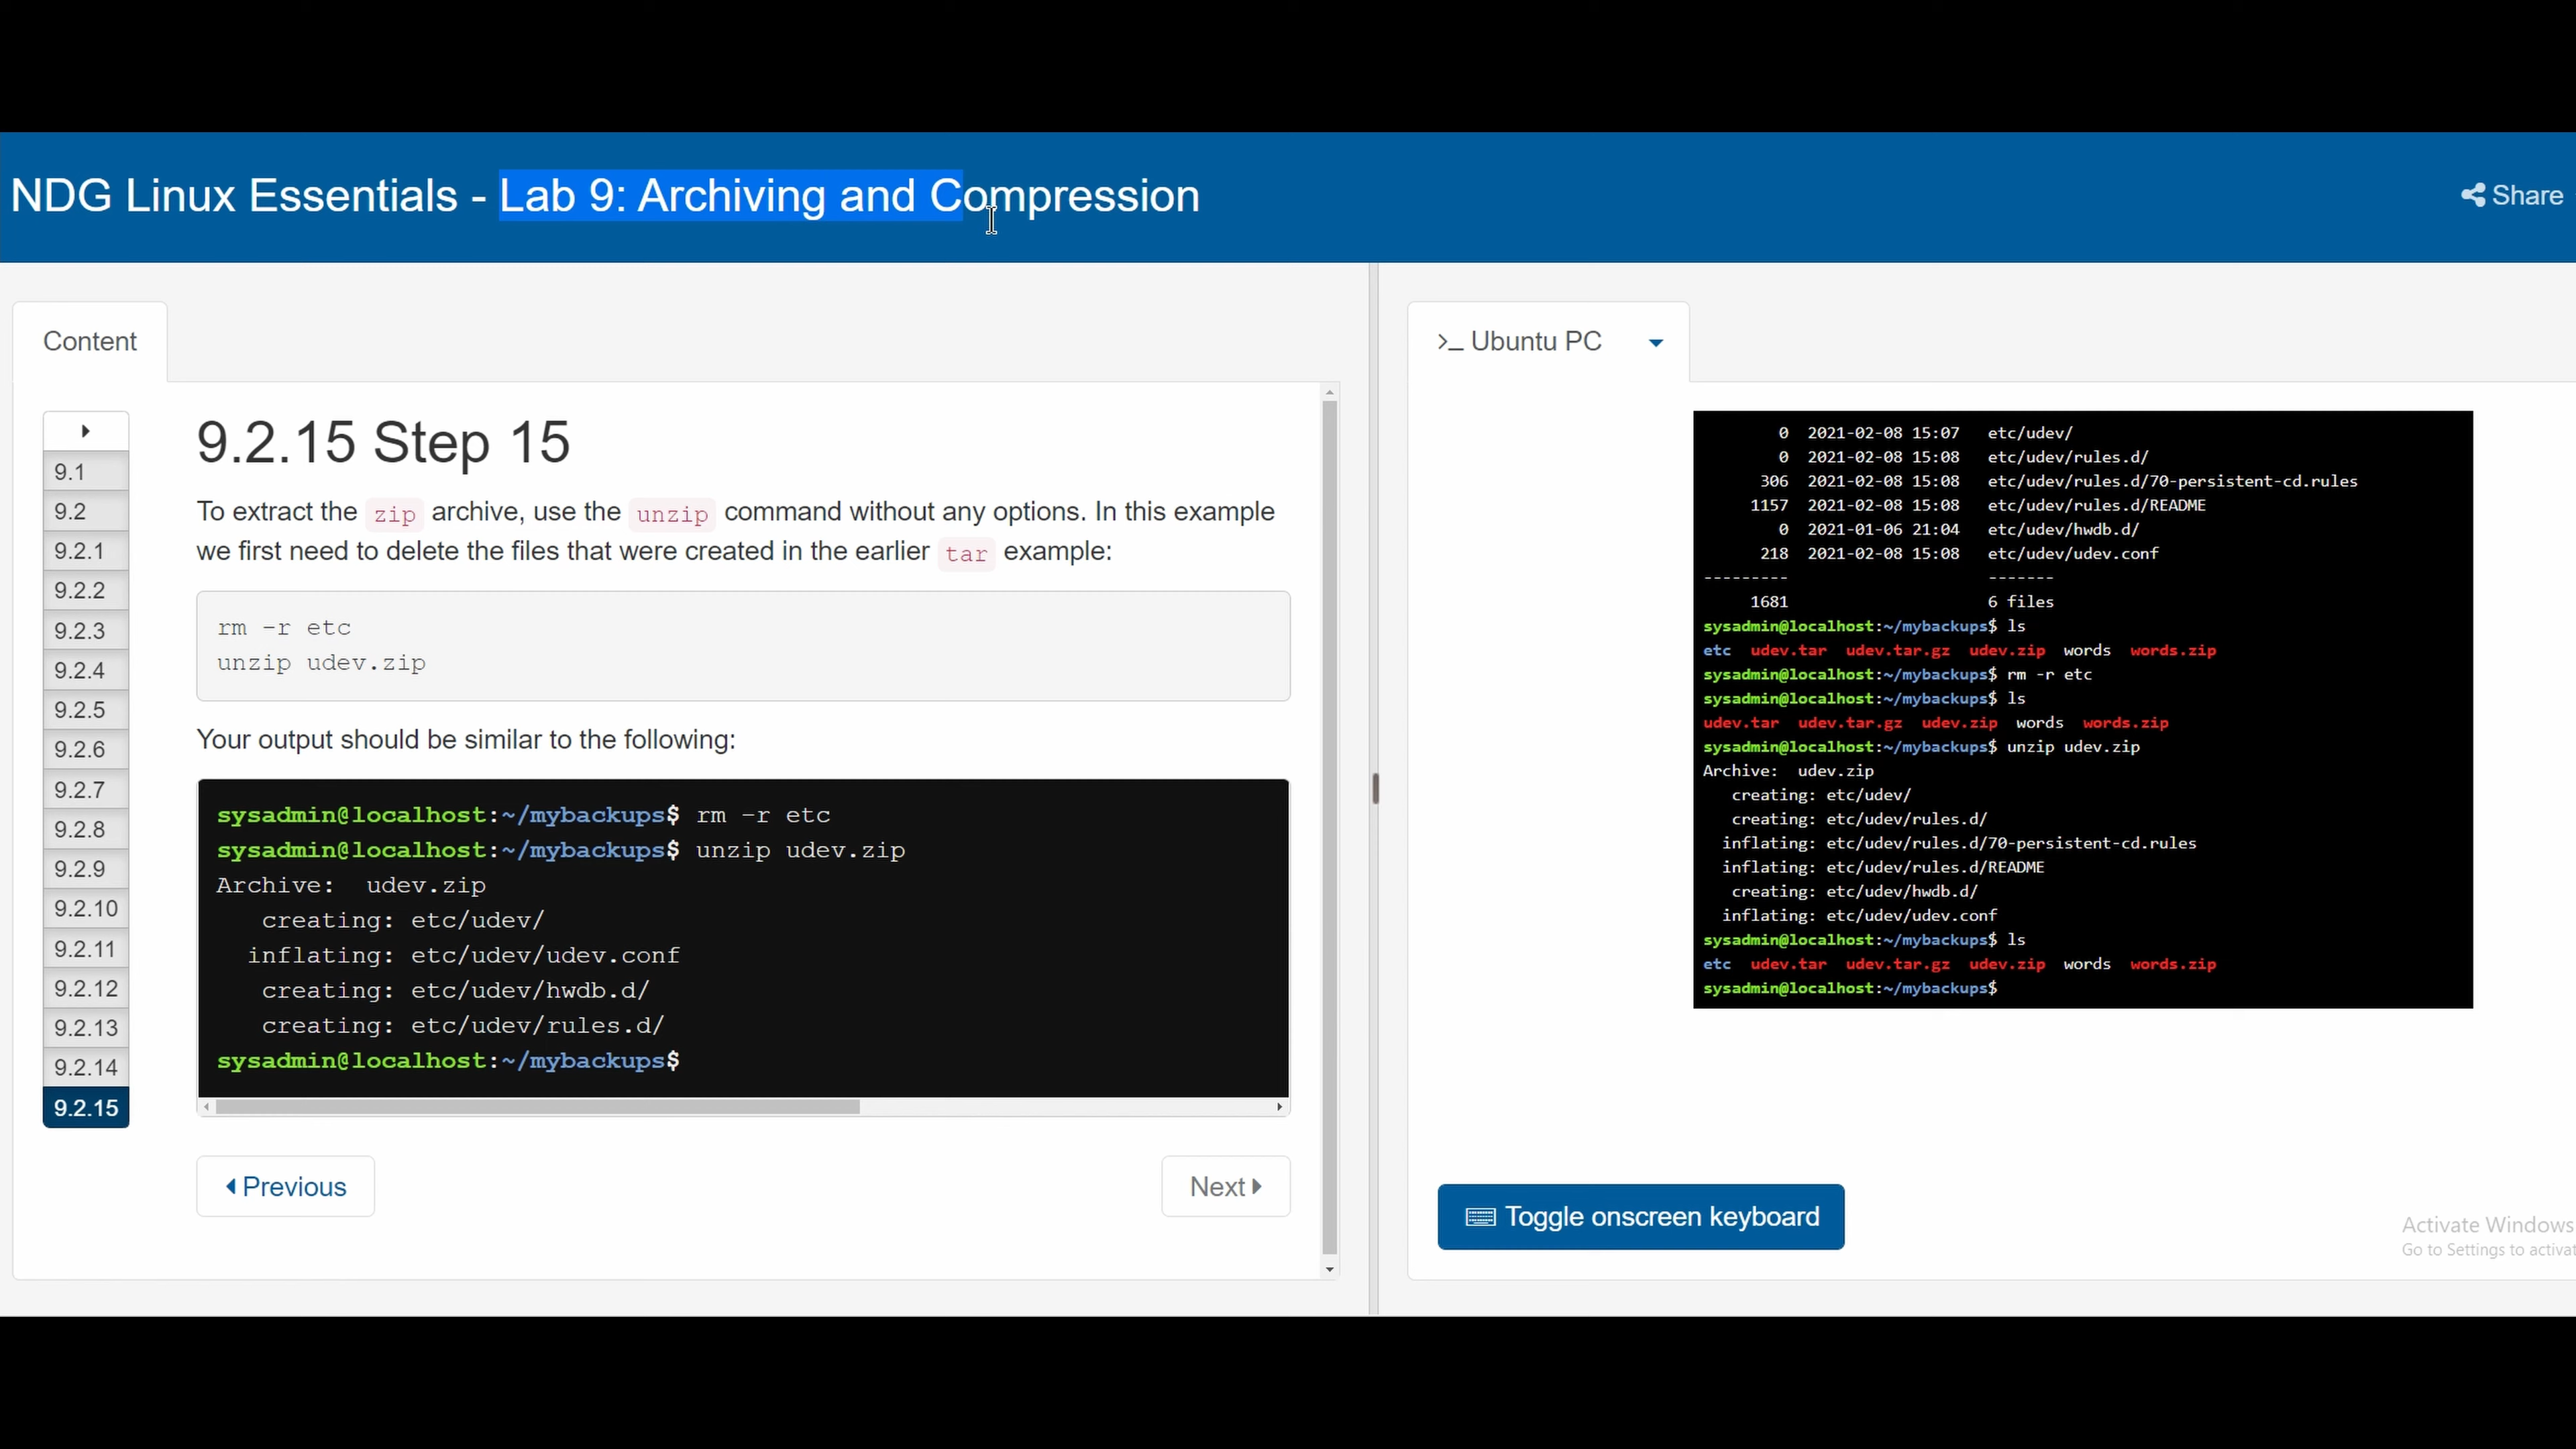 NDG Linux Essentials - Lab 9: Archiving and Compression
Share
Content
9.1
9.2
9.2.1
9.2.2
9.2.3
9.2.4
9.2.5
9.2.6
9.2.7
9.2.8
9.2.9
9.2.10
9.2.11
9.2.12
9.2.13
9.2.14
9.2.15
9.2.15 Step 15
To extract the zip archive, use the unzip command without any options. In this example
we first need to delete the files that were created in the earlier tar example:
rm -r etc
unzip udev.zip
Your output should be similar to the following:
sysadmin@localhost:~/mybackups$ rm -r etc
sysadmin@localhost:~/mybackups$ unzip udev.zip
Archive:  udev.zip
   creating: etc/udev/
  inflating: etc/udev/udev.conf
   creating: etc/udev/hwdb.d/
   creating: etc/udev/rules.d/
sysadmin@localhost:~/mybackups$
Previous
Next
>_ Ubuntu PC
        0  2021-02-08 15:07   etc/udev/
        0  2021-02-08 15:08   etc/udev/rules.d/
      306  2021-02-08 15:08   etc/udev/rules.d/70-persistent-cd.rules
     1157  2021-02-08 15:08   etc/udev/rules.d/README
        0  2021-01-06 21:04   etc/udev/hwdb.d/
      218  2021-02-08 15:08   etc/udev/udev.conf
---------                     -------
     1681                     6 files
sysadmin@localhost:~/mybackups$ ls
etc  udev.tar  udev.tar.gz  udev.zip  words  words.zip
sysadmin@localhost:~/mybackups$ rm -r etc
sysadmin@localhost:~/mybackups$ ls
udev.tar  udev.tar.gz  udev.zip  words  words.zip
sysadmin@localhost:~/mybackups$ unzip udev.zip
Archive:  udev.zip
   creating: etc/udev/
   creating: etc/udev/rules.d/
  inflating: etc/udev/rules.d/70-persistent-cd.rules
  inflating: etc/udev/rules.d/README
   creating: etc/udev/hwdb.d/
  inflating: etc/udev/udev.conf
sysadmin@localhost:~/mybackups$ ls
etc  udev.tar  udev.tar.gz  udev.zip  words  words.zip
sysadmin@localhost:~/mybackups$
Toggle onscreen keyboard
Activate Windows
Go to Settings to activat